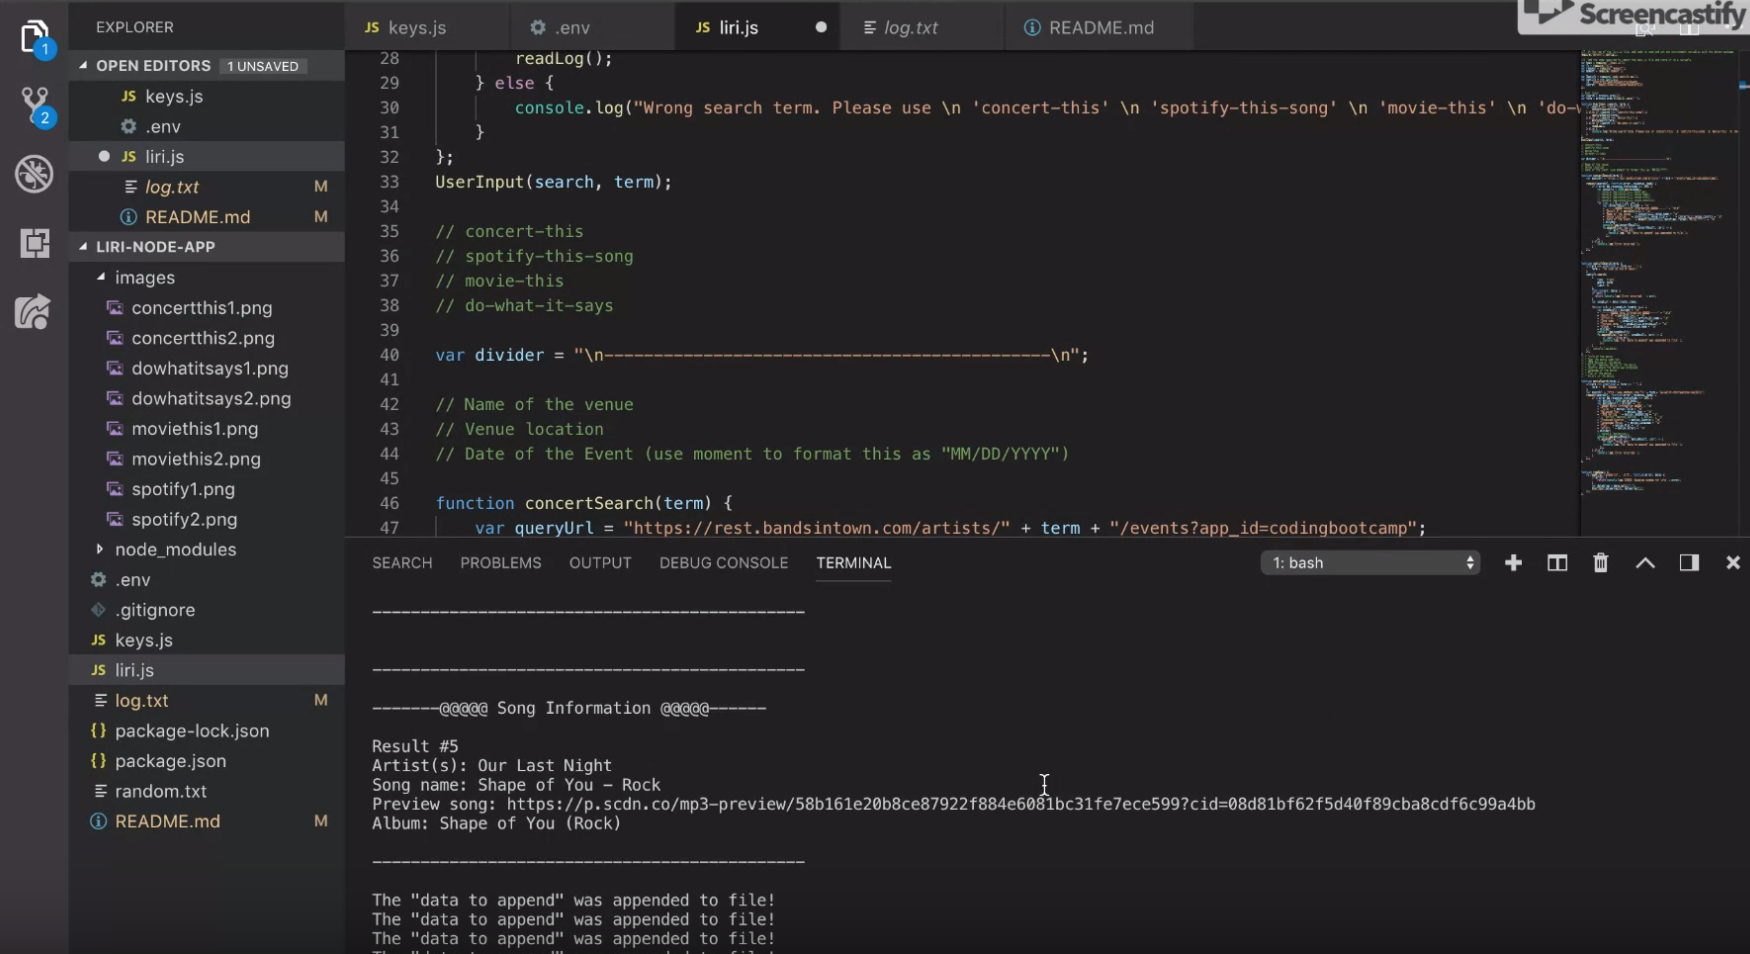 Screencastify
EXPLORER
OPEN EDITORS 1 UNSAVED
JS keys.js
.env
JS liri.js
log.txt M
README.md M
LIRI-NODE-APP
images
concertthis1.png
concertthis2.png
dowhatitsays1.png
dowhatitsays2.png
moviethis1.png
moviethis2.png
spotify1.png
spotify2.png
node_modules
.env
.gitignore
JS keys.js
JS liri.js
log.txt M
{} package-lock.json
{} package.json
random.txt
README.md M
1
2
JS keys.js .env JS liri.js log.txt README.md
28 readLog();
29 } else {
30 console.log("Wrong search term. Please use \n 'concert-this' \n 'spotify-this-song' \n 'movie-this' \n 'do-
31 }
32 };
33 UserInput(search, term);
34
35 // concert-this
36 // spotify-this-song
37 // movie-this
38 // do-what-it-says
39
40 var divider = "\n---------------------------------------------\n";
41
42 // Name of the venue
43 // Venue location
44 // Date of the Event (use moment to format this as "MM/DD/YYYY")
45
46 function concertSearch(term) {
47 var queryUrl = "https://rest.bandsintown.com/artists/" + term + "/events?app_id=codingbootcamp";
SEARCH PROBLEMS OUTPUT DEBUG CONSOLE TERMINAL 1: bash
---------------------------------------------
---------------------------------------------
-------@@@@@ Song Information @@@@@------
Result #5
Artist(s): Our Last Night
Song name: Shape of You - Rock
Preview song: https://p.scdn.co/mp3-preview/58b161e20b8ce87922f884e6081bc31fe7ece599?cid=08d81bf62f5d40f89cba8cdf6c99a4bb
Album: Shape of You (Rock)
---------------------------------------------
The "data to append" was appended to file!
The "data to append" was appended to file!
The "data to append" was appended to file!